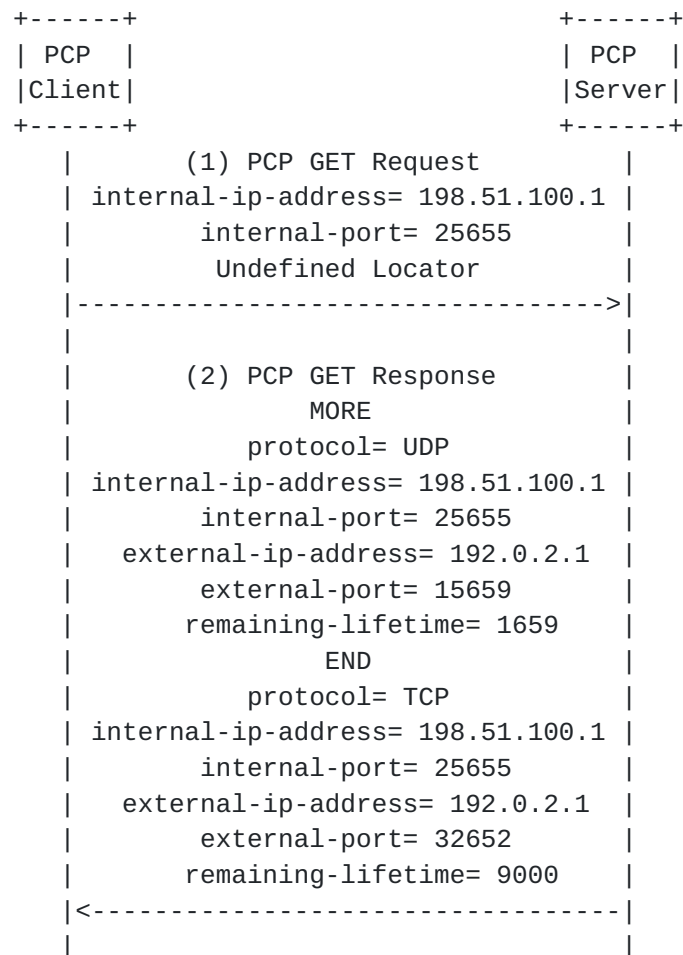 +------+                           +------+
| PCP  |                           | PCP  |
|Client|                           |Server|
+------+                           +------+
   |       (1) PCP GET Request         |
   | internal-ip-address= 198.51.100.1 |
   |        internal-port= 25655       |
   |         Undefined Locator         |
   |---------------------------------->|
   |                                   |
   |       (2) PCP GET Response        |
   |               MORE                |
   |           protocol= UDP           |
   | internal-ip-address= 198.51.100.1 |
   |        internal-port= 25655       |
   |   external-ip-address= 192.0.2.1  |
   |        external-port= 15659       |
   |       remaining-lifetime= 1659    |
   |                END                |
   |           protocol= TCP           |
   | internal-ip-address= 198.51.100.1 |
   |        internal-port= 25655       |
   |   external-ip-address= 192.0.2.1  |
   |        external-port= 32652       |
   |       remaining-lifetime= 9000    |
   |<----------------------------------|
   |                                   |